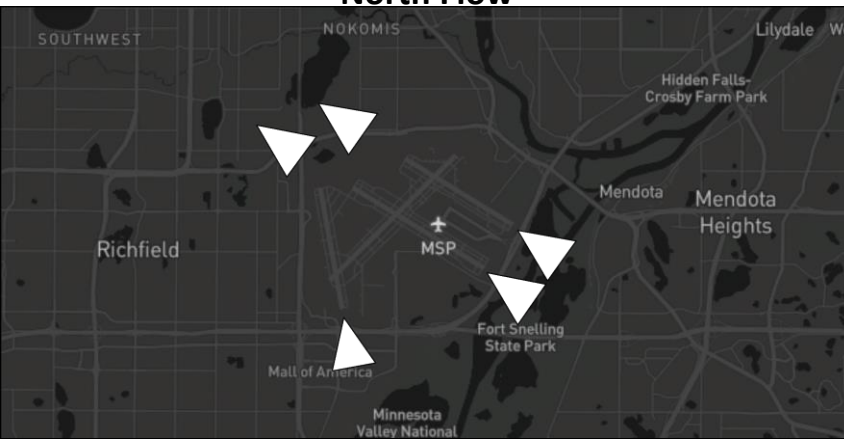 North Flow
SOUTHWEST
NOKOMIS
Lilydale
Hidden Falls-
Crosby Farm Park
Mendota
Mendota
Heights
Richfield
MSP
Fort Snelling
State Park
Mall of America
Minnesota
Valley National